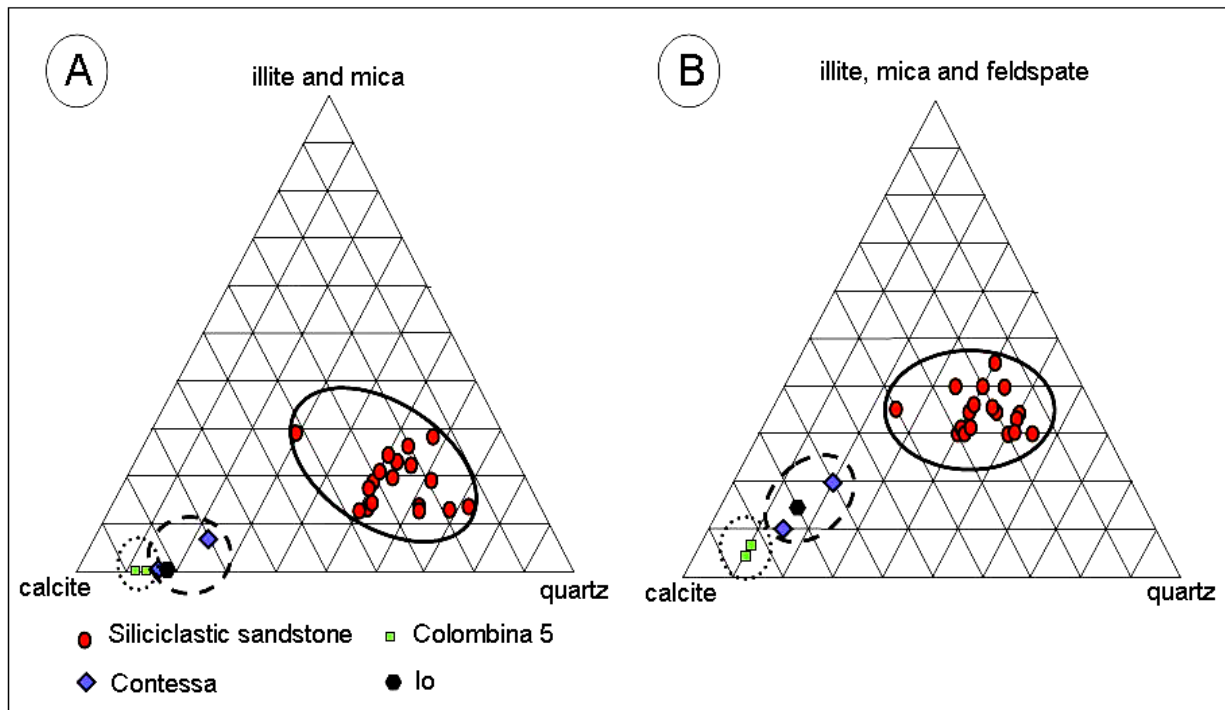 A
illite and mica
calcite
quartz
B
illite, mica and feldspate
calcite
quartz
Siliciclastic sandstone
Colombina 5
Contessa
Io